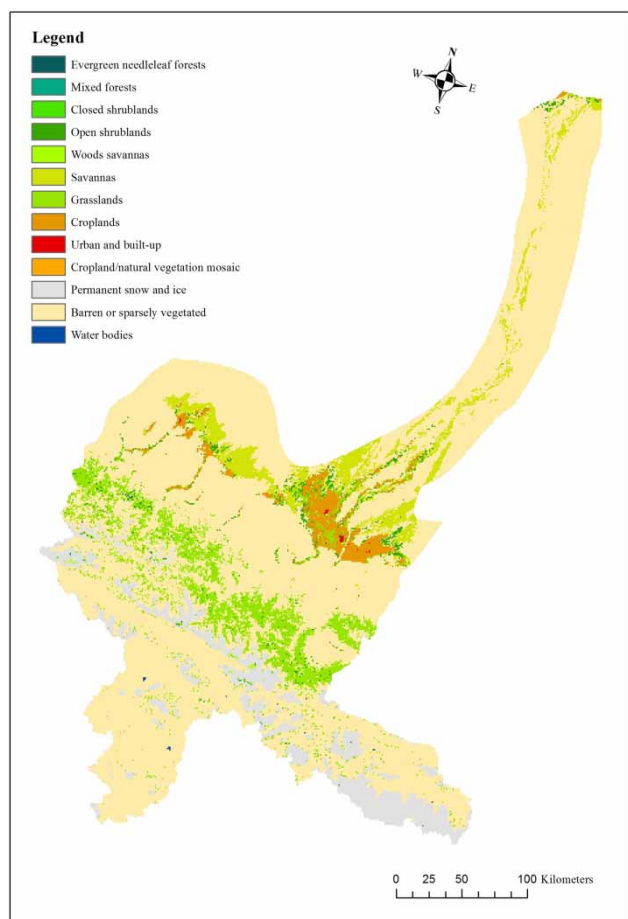 Legend
Evergreen needleleaf forests
Mixed forests
Closed shrublands
Open shrublands
Woods savannas
Savannas
Grasslands
Croplands
Urban and built-up
Cropland/natural vegetation mosaic
Permanent snow and ice
Barren or sparsely vegetated
Water bodies
N
W
E
S
0 25 50 100 Kilometers